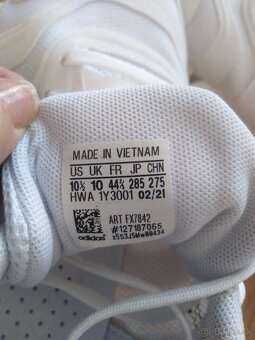 MADE IN VIETNAM
US UK FR JP CHN
10½ 10 44⅔ 285 275
HWA 1Y3001 02/21
ART FX7842
#127187065
adidas